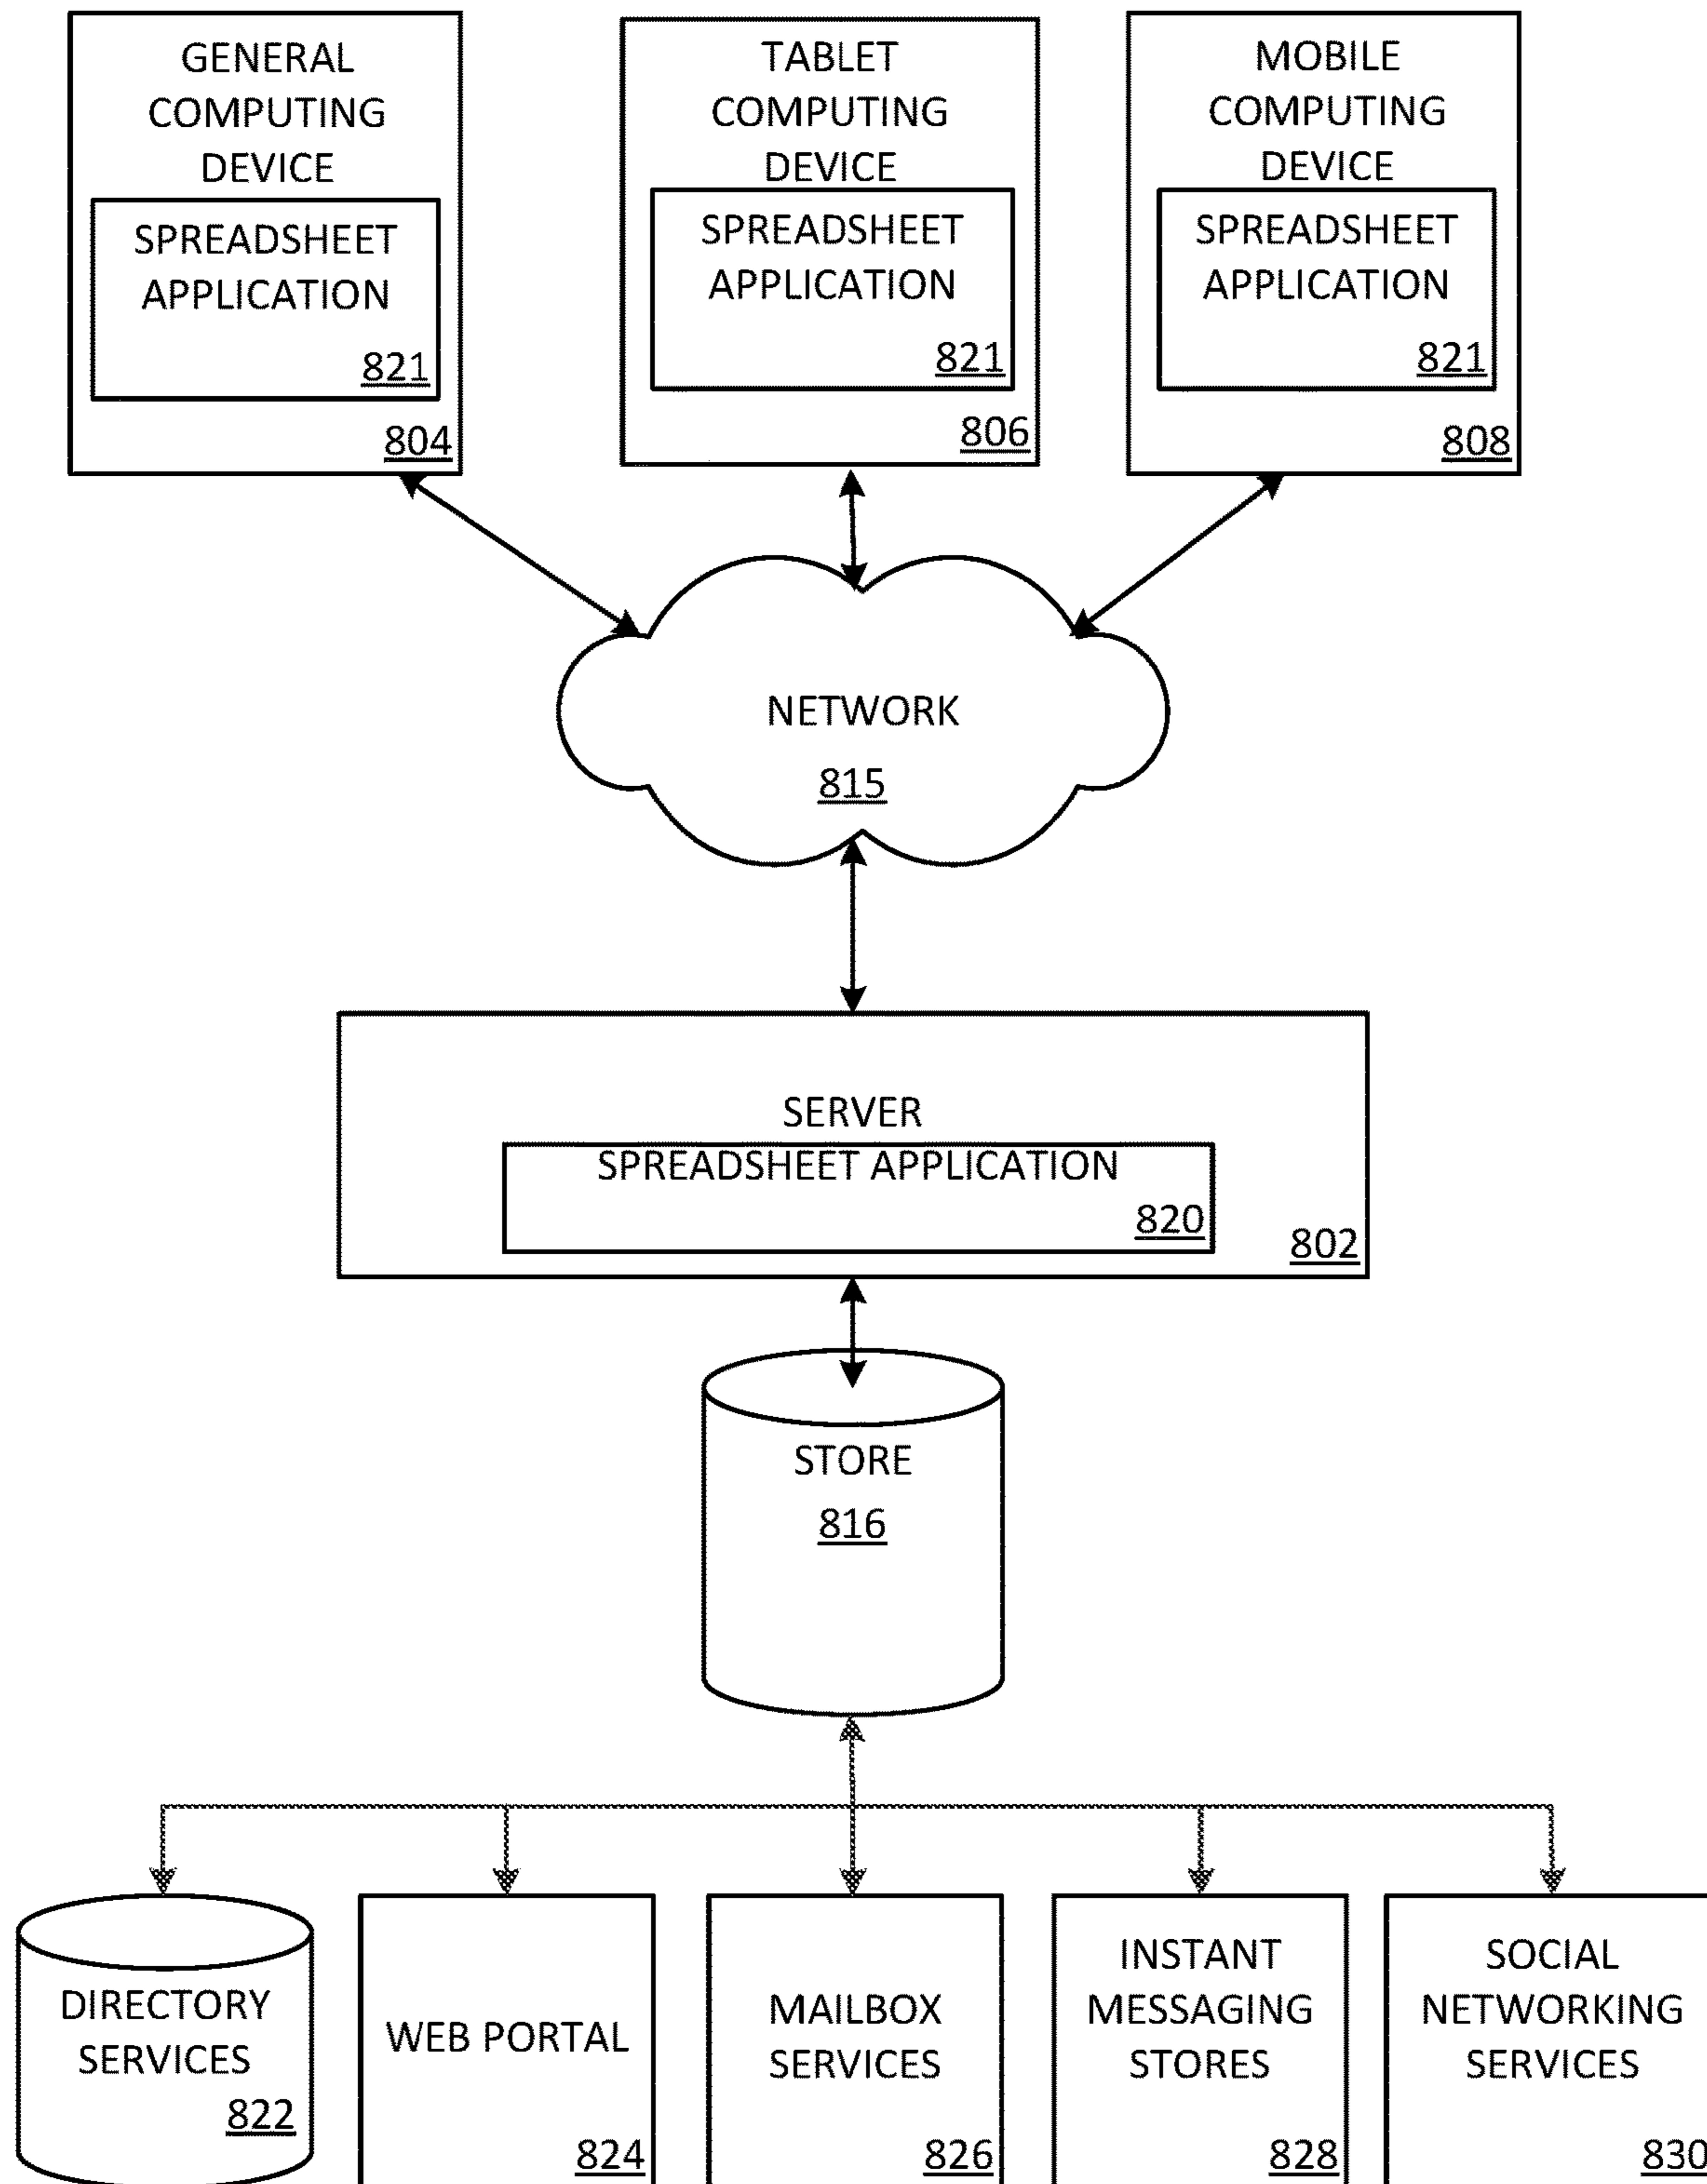 GENERAL
COMPUTING
DEVICE
SPREADSHEET
APPLICATION
821
804
TABLET
COMPUTING
DEVICE
SPREADSHEET
APPLICATION
821
806
MOBILE
COMPUTING
DEVICE
SPREADSHEET
APPLICATION
821
808
NETWORK
815
SERVER
SPREADSHEET APPLICATION
820
802
STORE
816
DIRECTORY
SERVICES
822
WEB PORTAL
824
MAILBOX
SERVICES
826
INSTANT
MESSAGING
STORES
828
SOCIAL
NETWORKING
SERVICES
830